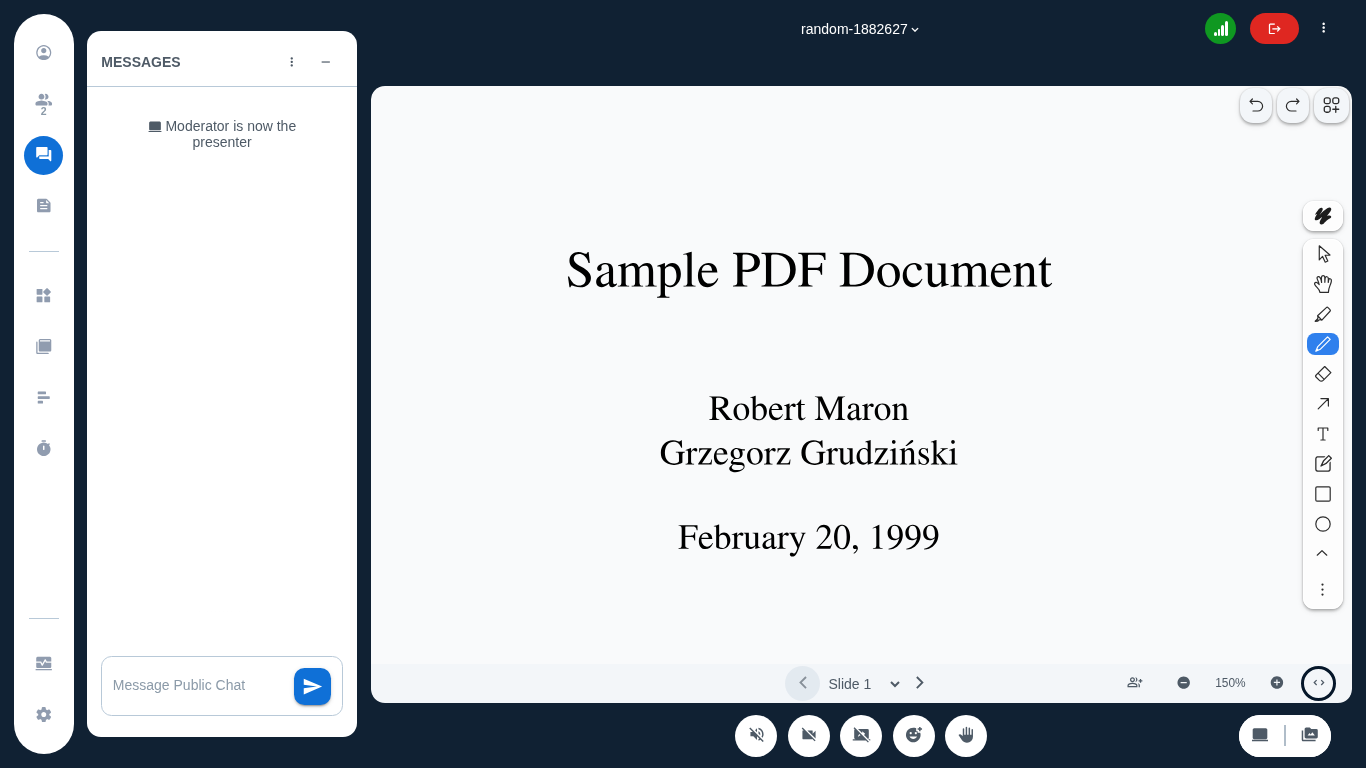 random-1882627
2
MESSAGES
Moderator is now the
presenter
Message Public Chat
Sample PDF Document
Robert Maron
Grzegorz Grudziński
February 20, 1999
Slide 1
150%